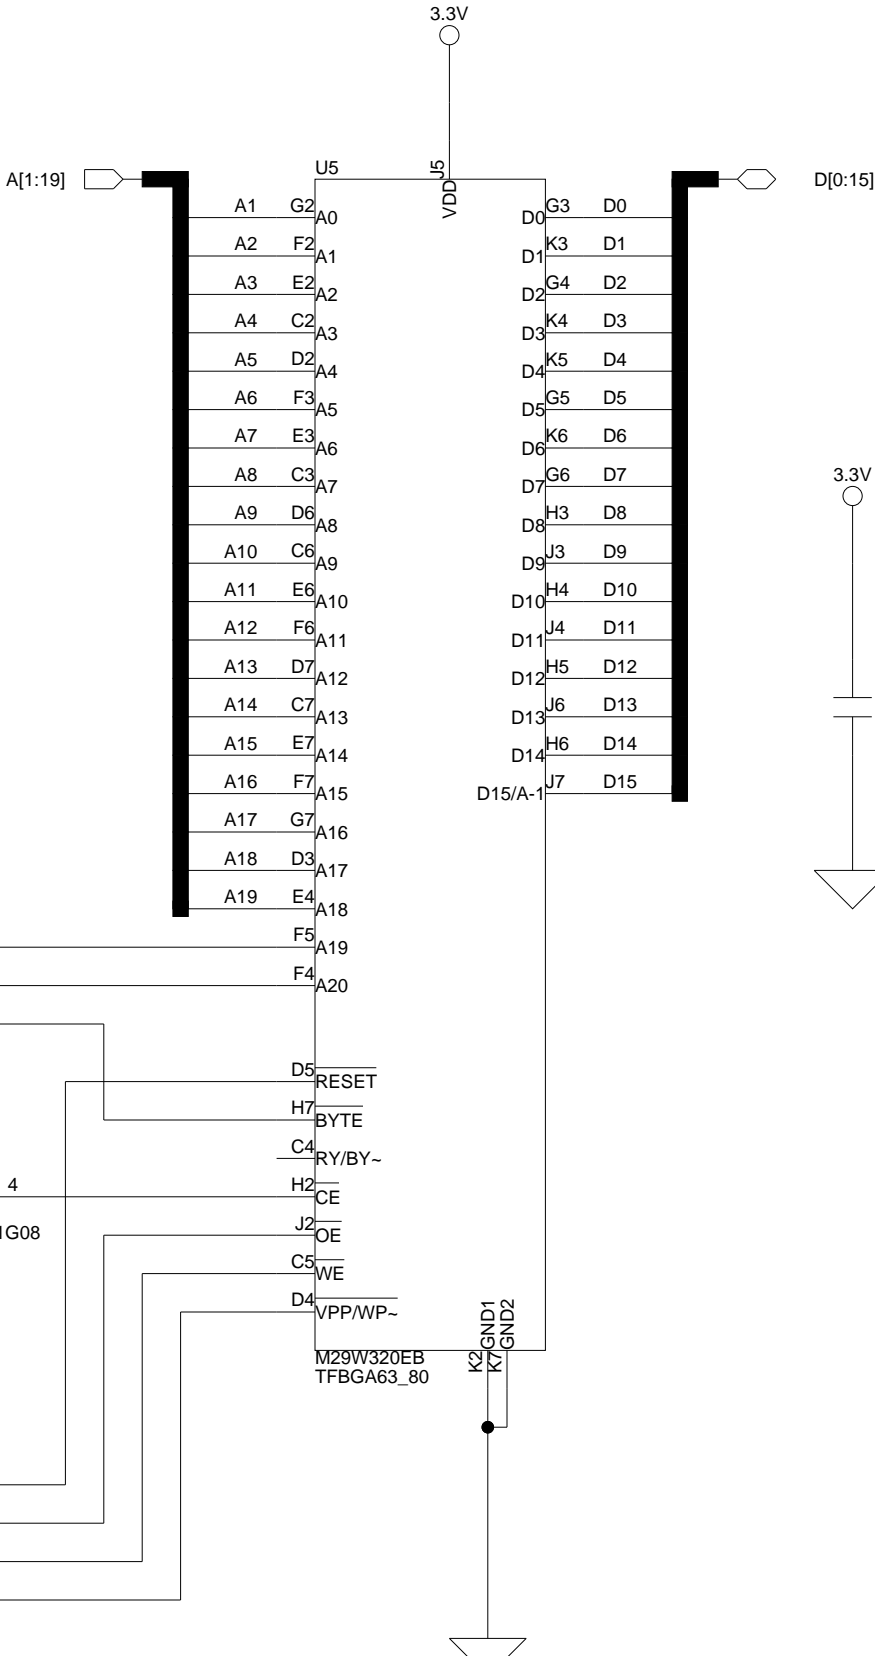 3.3V
U5
J5
VDD
A[1:19]
D[0:15]
A1 G2 A0 D0 G3 D0
A2 F2 A1 D1 K3 D1
A3 E2 A2 D2 G4 D2
A4 C2 A3 D3 K4 D3
A5 D2 A4 D4 K5 D4
A6 F3 A5 D5 G5 D5
A7 E3 A6 D6 K6 D6
A8 C3 A7 D7 G6 D7
3.3V
A9 D6 A8 D8 H3 D8
A10 C6 A9 D9 J3 D9
A11 E6 A10 D10 H4 D10
A12 F6 A11 D11 J4 D11
A13 D7 A12 D12 H5 D12
A14 C7 A13 D13 J6 D13
A15 E7 A14 D14 H6 D14
A16 F7 A15 D15/A-1 J7 D15
A17 G7 A16
A18 D3 A17
A19 E4 A18
F5 A19
F4 A20
D5 RESET
H7 BYTE
C4 RY/BY~
4 H2 CE
1G08
J2 OE
C5 WE
D4 VPP/WP~
GND1
GND2
K2
K7
M29W320EB
TFBGA63_80